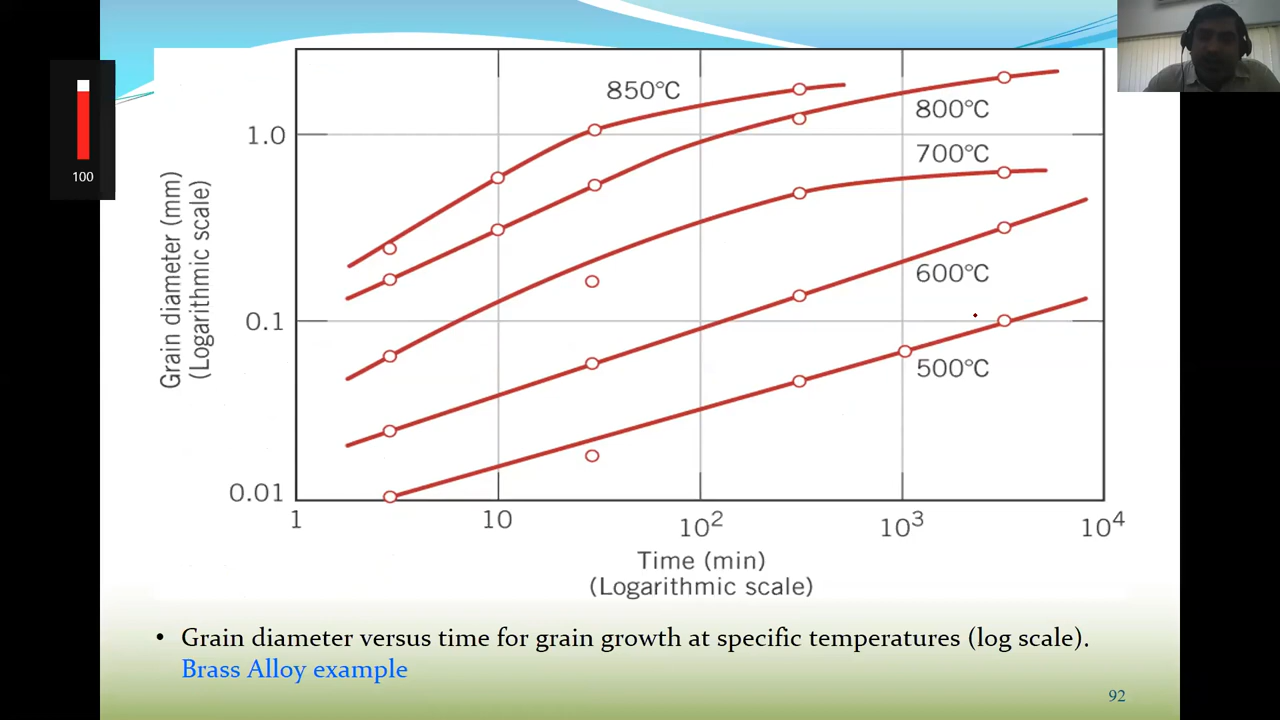 850°C
800°C
1.0
700°C
Grain diameter (mm)
(Logarithmic scale)
100
600°C
0.1
500°C
0.01
1 10 10² 10³ 10⁴
Time (min)
(Logarithmic scale)
• Grain diameter versus time for grain growth at specific temperatures (log scale).
Brass Alloy example
92